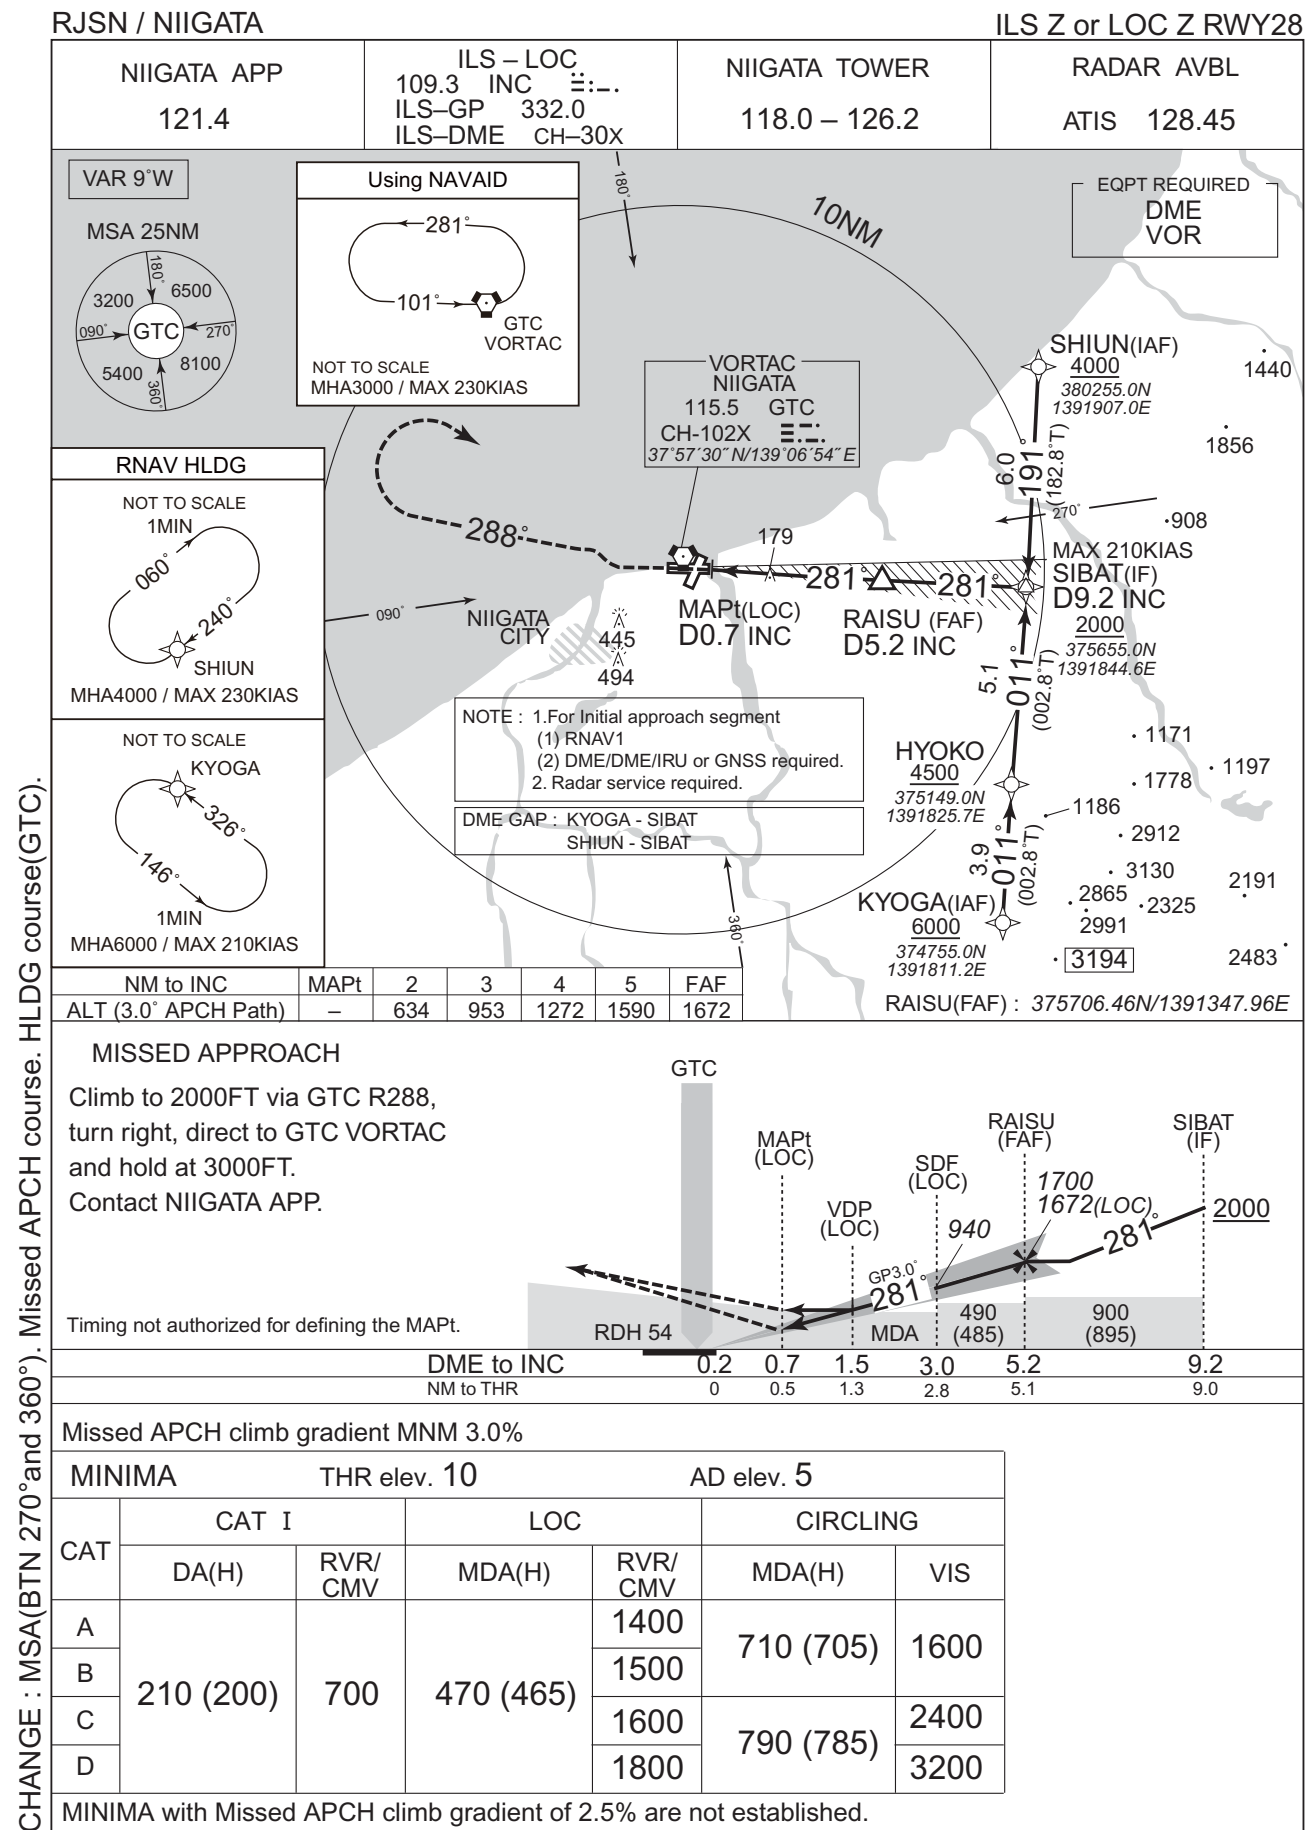 RJSN / NIIGATA
ILS Z or LOC Z RWY28
NIIGATA APP
121.4
ILS – LOC
109.3 INC
ILS–GP 332.0
ILS–DME CH–30X
NIIGATA TOWER
118.0 – 126.2
RADAR AVBL
ATIS 128.45
VAR 9°W
MSA 25NM
180°
3200
6500
090°
GTC
270°
5400
8100
360°
Using NAVAID
281°
101°
GTC
VORTAC
NOT TO SCALE
MHA3000 / MAX 230KIAS
180°
10NM
EQPT REQUIRED
DME
VOR
VORTAC
NIIGATA
115.5 GTC
CH-102X
37°57′30″N/139°06′54″E
SHIUN(IAF)
4000
380255.0N
1391907.0E
1440
1856
6.0
191°
(182.8°T)
270°
908
RNAV HLDG
NOT TO SCALE
1MIN
060°
240°
SHIUN
MHA4000 / MAX 230KIAS
NOT TO SCALE
KYOGA
326°
146°
1MIN
MHA6000 / MAX 210KIAS
288°
090°
179
281°
281°
MAX 210KIAS
SIBAT(IF)
D9.2 INC
2000
375655.0N
1391844.6E
NIIGATA
CITY
445
494
MAPt(LOC)
D0.7 INC
RAISU (FAF)
D5.2 INC
5.1
011°
(002.8°T)
NOTE : 1.For Initial approach segment
(1) RNAV1
(2) DME/DME/IRU or GNSS required.
2. Radar service required.
DME GAP : KYOGA - SIBAT
SHIUN - SIBAT
HYOKO
4500
375149.0N
1391825.7E
1171
1778
1197
1186
2912
3130
2865
2991
2325
2191
3194
2483
3.9
011°
(002.8°T)
KYOGA(IAF)
6000
374755.0N
1391811.2E
360°
RAISU(FAF) : 375706.46N/1391347.96E
NM to INC MAPt 2 3 4 5 FAF
ALT (3.0° APCH Path) – 634 953 1272 1590 1672
MISSED APPROACH
Climb to 2000FT via GTC R288,
turn right, direct to GTC VORTAC
and hold at 3000FT.
Contact NIIGATA APP.
Timing not authorized for defining the MAPt.
GTC
MAPt
(LOC)
VDP
(LOC)
SDF
(LOC)
RAISU
(FAF)
SIBAT
(IF)
1700
1672(LOC)
940
2000
281°
GP3.0°
281°
RDH 54
MDA
490
(485)
900
(895)
DME to INC 0.2 0.7 1.5 3.0 5.2 9.2
NM to THR 0 0.5 1.3 2.8 5.1 9.0
Missed APCH climb gradient MNM 3.0%
MINIMA THR elev. 10 AD elev. 5
CAT
CAT I
LOC
CIRCLING
DA(H)
RVR/
CMV
MDA(H)
RVR/
CMV
MDA(H)
VIS
A
B
C
D
210 (200)
700
470 (465)
1400
1500
1600
1800
710 (705)
790 (785)
1600
2400
3200
MINIMA with Missed APCH climb gradient of 2.5% are not established.
CHANGE : MSA(BTN 270°and 360°). Missed APCH course. HLDG course(GTC).